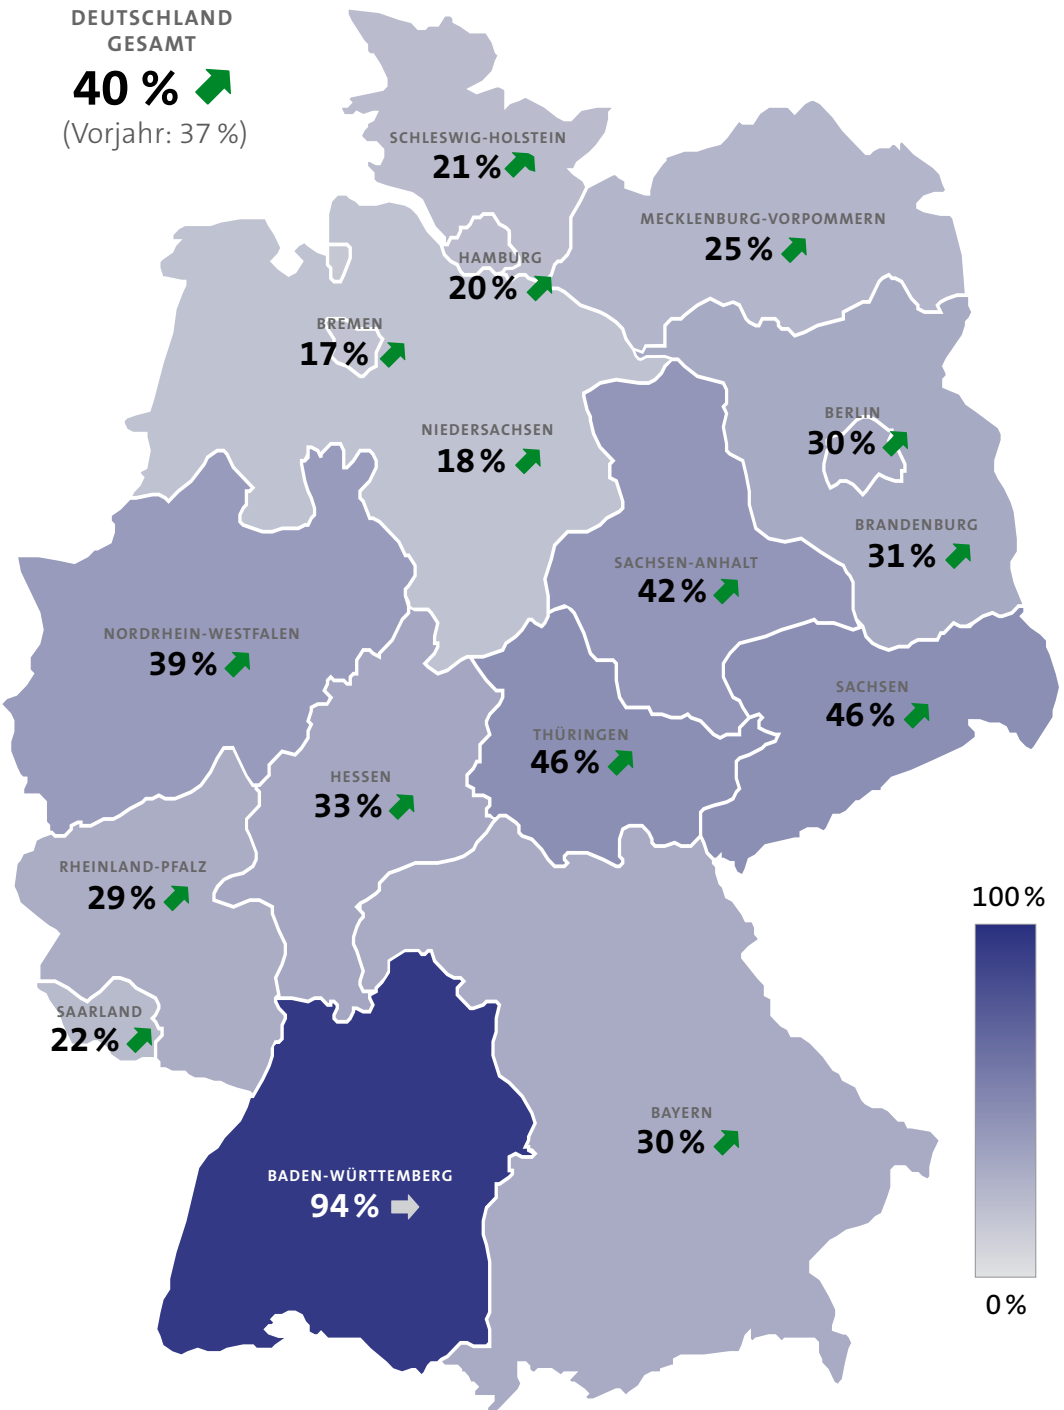 DEUTSCHLAND
GESAMT
40 %
(Vorjahr: 37 %)
SCHLESWIG-HOLSTEIN
21 %
MECKLENBURG-VORPOMMERN
25 %
HAMBURG
20 %
BREMEN
17 %
NIEDERSACHSEN
18 %
BERLIN
30 %
BRANDENBURG
31 %
SACHSEN-ANHALT
42 %
NORDRHEIN-WESTFALEN
39 %
SACHSEN
46 %
THÜRINGEN
46 %
HESSEN
33 %
RHEINLAND-PFALZ
29 %
SAARLAND
22 %
BAYERN
30 %
BADEN-WÜRTTEMBERG
94 %
100 %
0 %